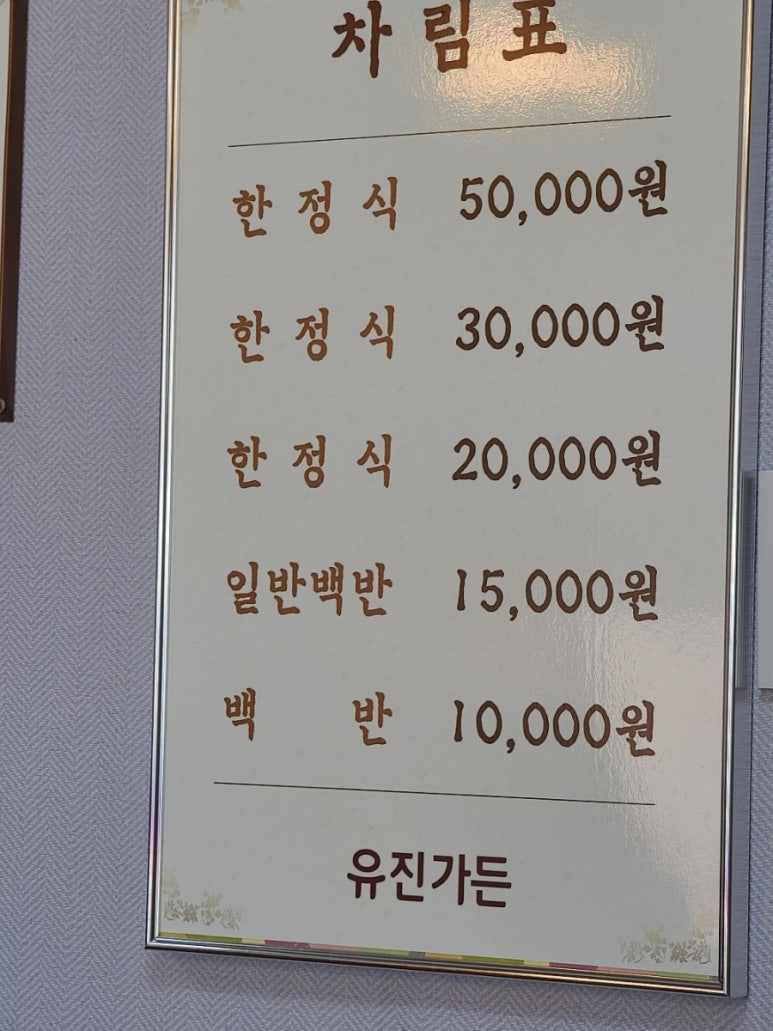 차림표
한정식 50,000원
한정식 30,000원
한정식 20,000원
일반백반 15,000원
백반 10,000원
유진가든